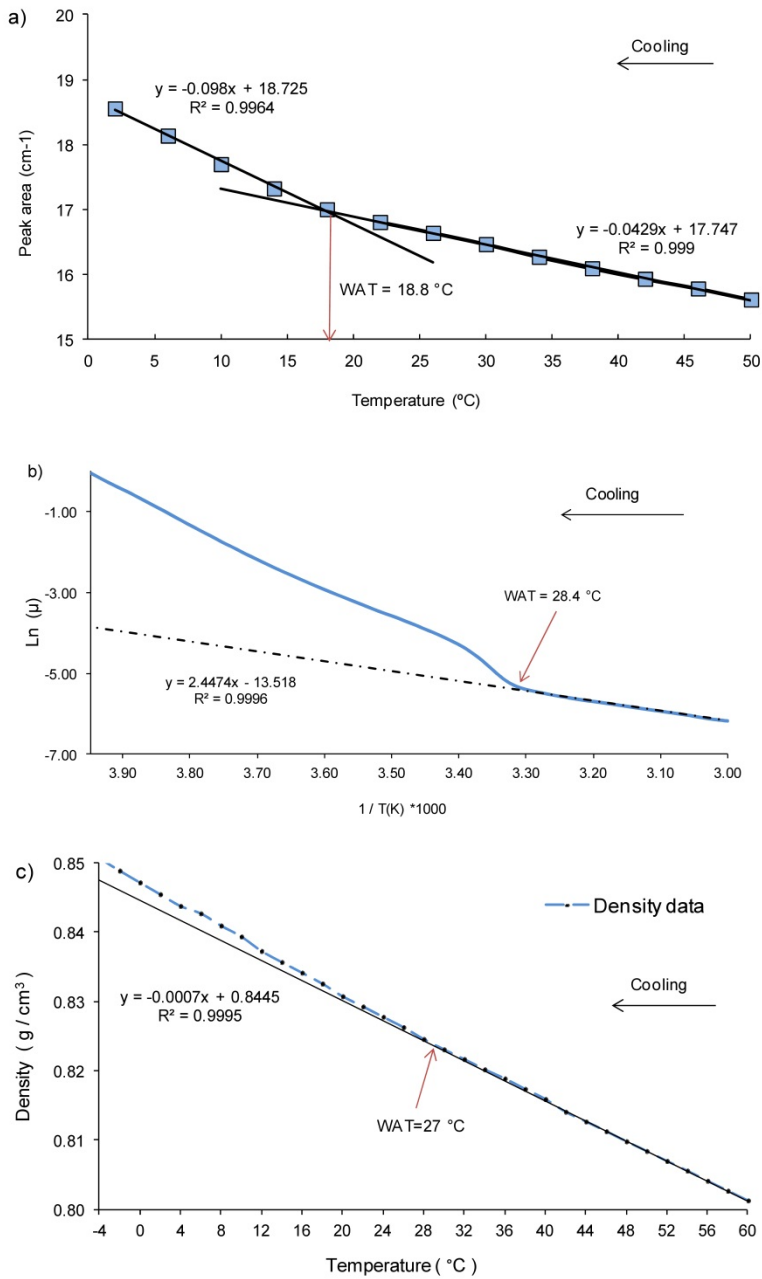 a)
20
19
18
17
16
15
Peak area (cm-1)
Cooling
y = -0.098x + 18.725
R² = 0.9964
y = -0.0429x + 17.747
R² = 0.999
WAT = 18.8 °C
0 5 10 15 20 25 30 35 40 45 50
Temperature (ºC)
b)
-1.00
-3.00
-5.00
-7.00
Ln (µ)
Cooling
WAT = 28.4 °C
y = 2.4474x - 13.518
R² = 0.9996
3.90 3.80 3.70 3.60 3.50 3.40 3.30 3.20 3.10 3.00
1 / T(K) *1000
c)
0.85
0.84
0.83
0.82
0.81
0.80
Density ( g / cm³ )
Density data
Cooling
y = -0.0007x + 0.8445
R² = 0.9995
WAT=27 °C
-4 0 4 8 12 16 20 24 28 32 36 40 44 48 52 56 60
Temperature ( °C )